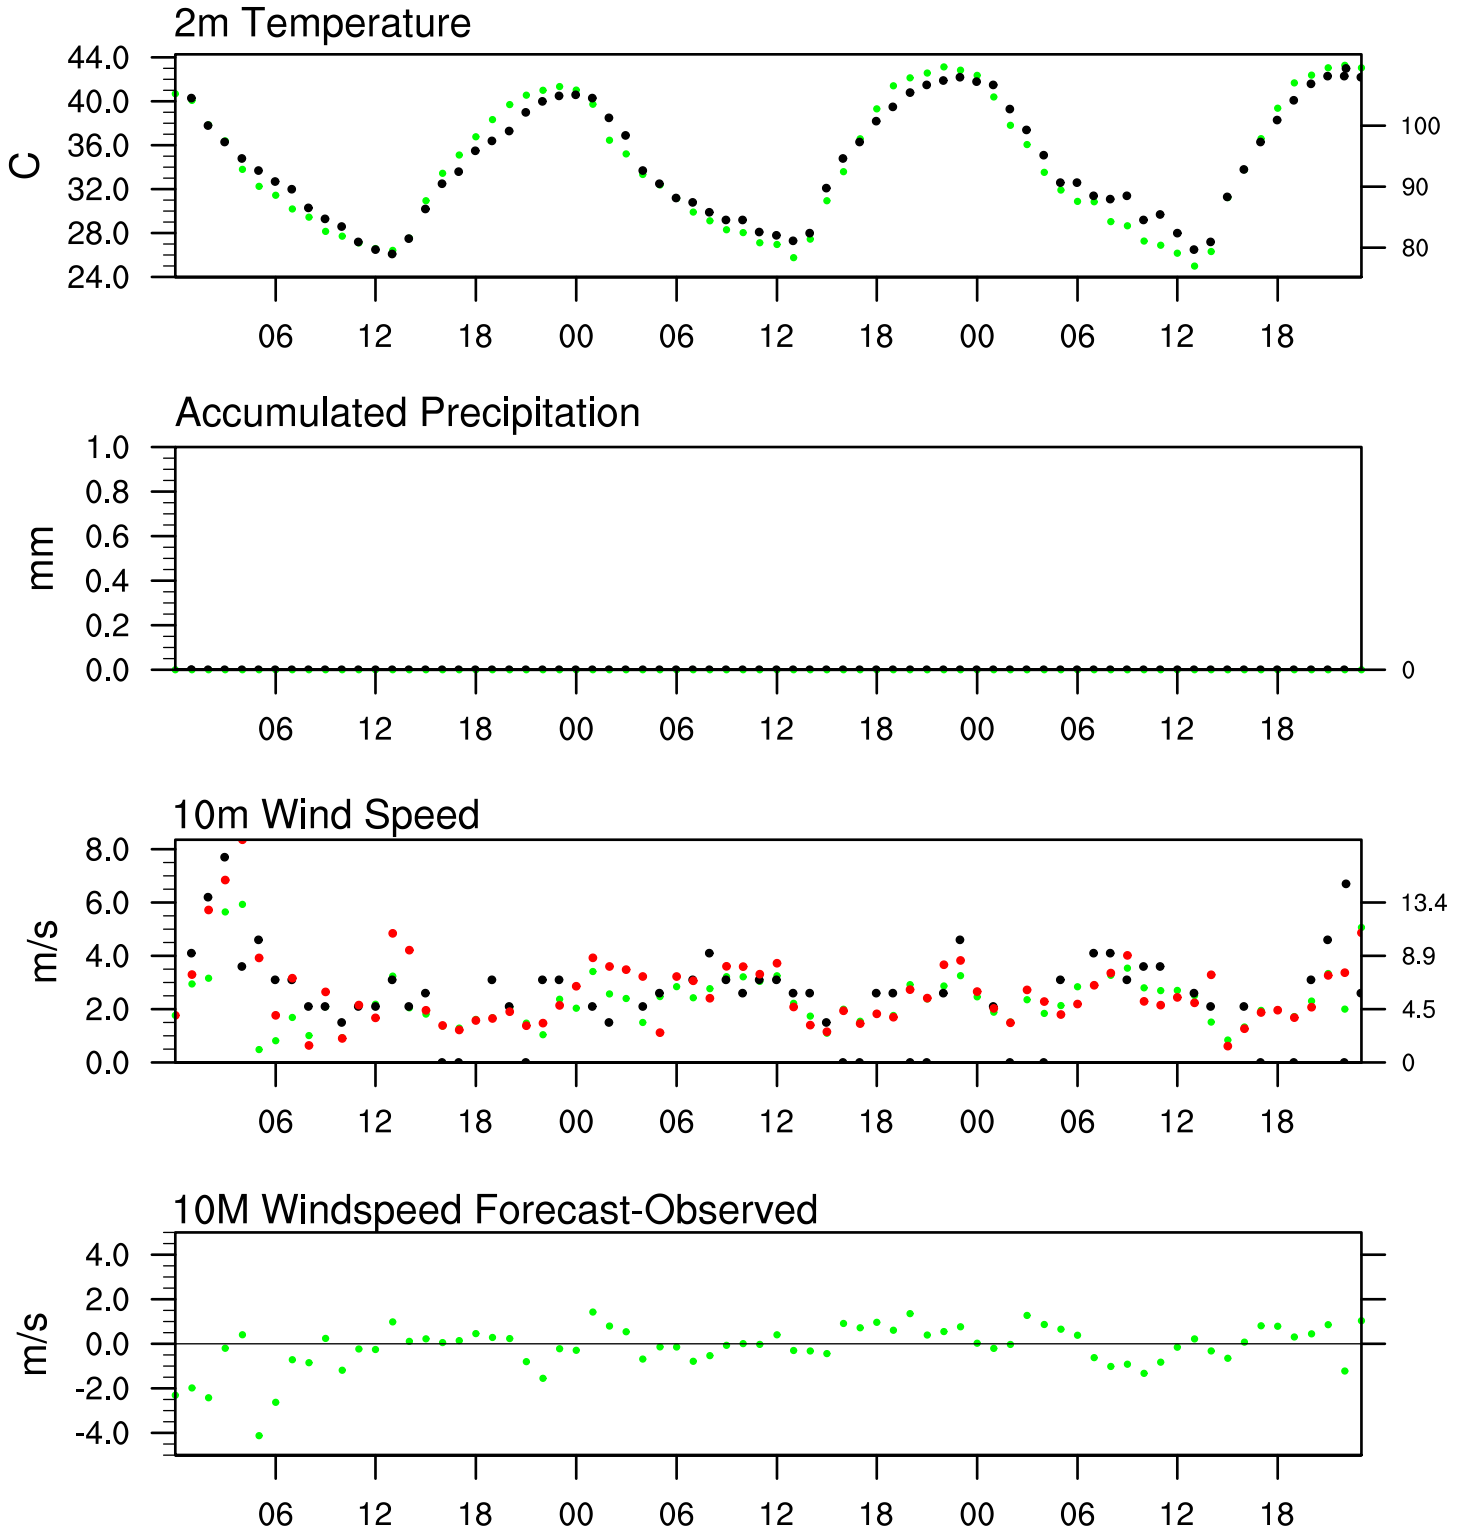 2m Temperature
44.0
40.0
36.0
32.0
28.0
24.0
C
100
90
80
06 12 18 00 06 12 18 00 06 12 18
Accumulated Precipitation
1.0
0.8
0.6
0.4
0.2
0.0
mm
0
06 12 18 00 06 12 18 00 06 12 18
10m Wind Speed
8.0
6.0
4.0
2.0
0.0
m/s
13.4
8.9
4.5
0
06 12 18 00 06 12 18 00 06 12 18
10M Windspeed Forecast-Observed
4.0
2.0
0.0
-2.0
-4.0
m/s
06 12 18 00 06 12 18 00 06 12 18